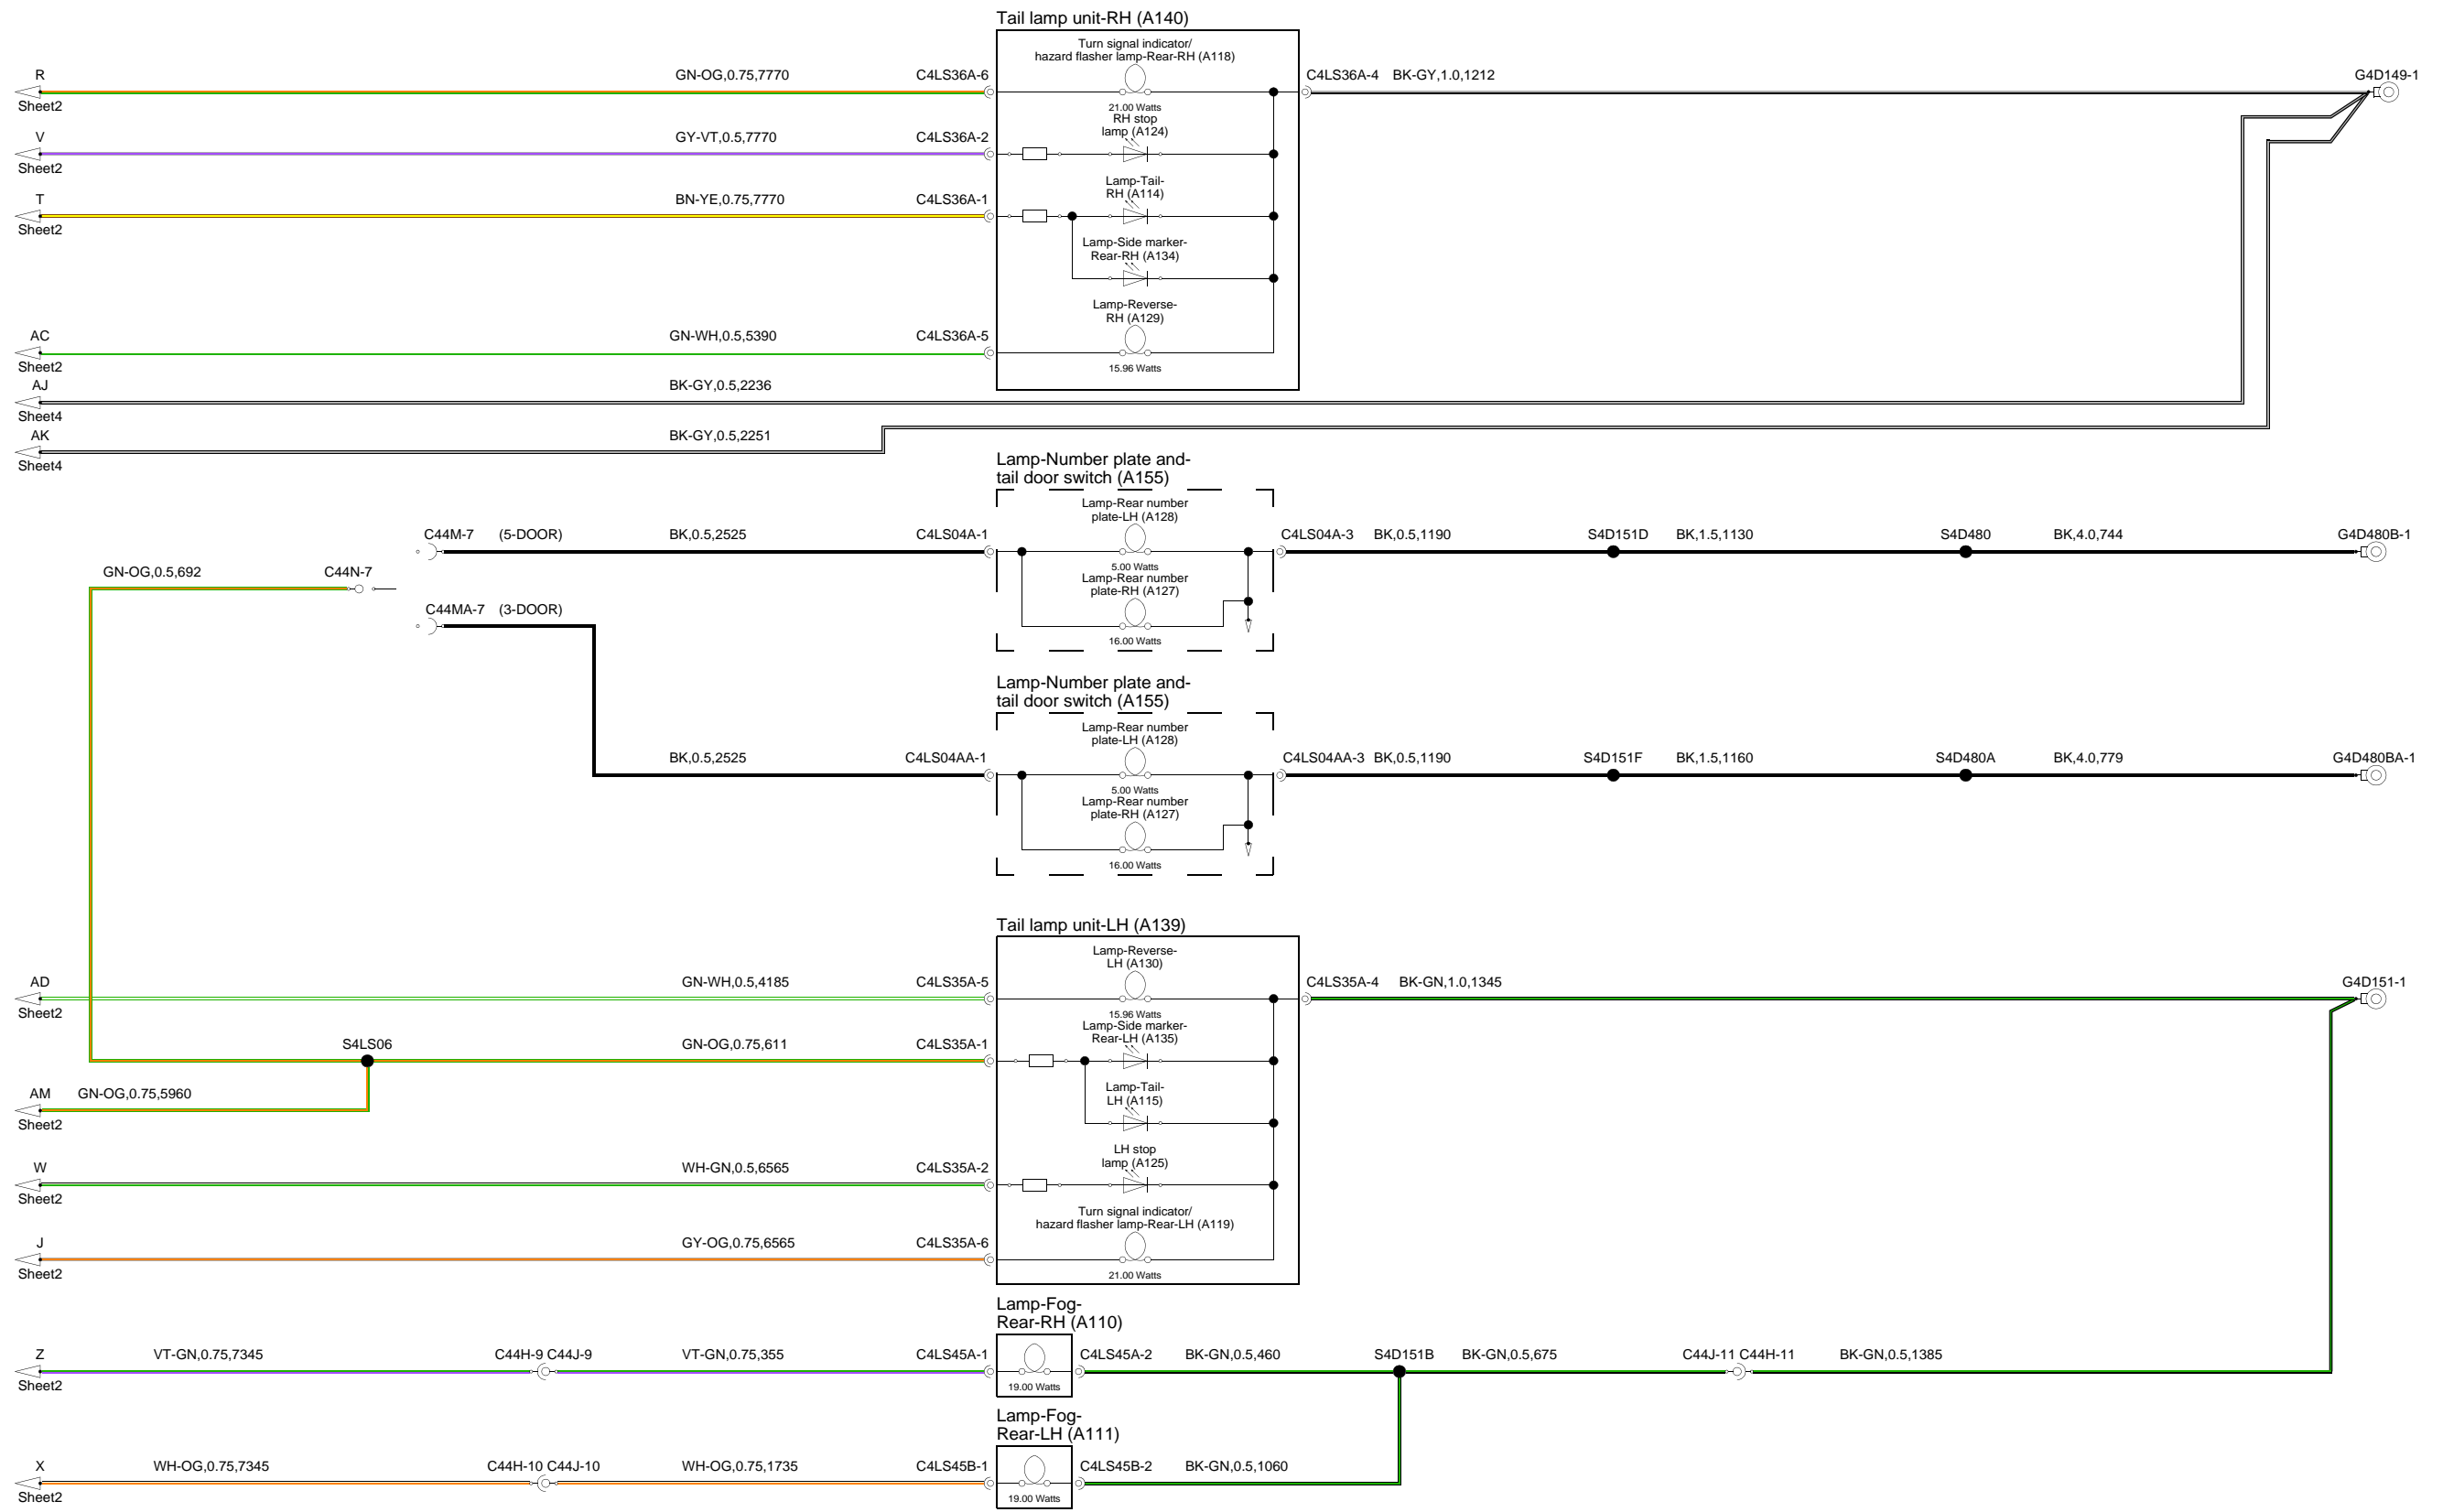 Tail lamp unit-RH (A140)
Turn signal indicator/
hazard flasher lamp-Rear-RH (A118)
R
GN-OG,0.75,7770
C4LS36A-6
C4LS36A-4
BK-GY,1.0,1212
G4D149-1
Sheet2
21.00 Watts
RH stop
lamp (A124)
V
GY-VT,0.5,7770
C4LS36A-2
Sheet2
Lamp-Tail-
RH (A114)
T
BN-YE,0.75,7770
C4LS36A-1
Sheet2
Lamp-Side marker-
Rear-RH (A134)
Lamp-Reverse-
RH (A129)
AC
GN-WH,0.5,5390
C4LS36A-5
Sheet2
15.96 Watts
AJ
BK-GY,0.5,2236
Sheet4
AK
BK-GY,0.5,2251
Sheet4
Lamp-Number plate and-
tail door switch (A155)
Lamp-Rear number
plate-LH (A128)
C44M-7
(5-DOOR)
BK,0.5,2525
C4LS04A-1
C4LS04A-3
BK,0.5,1190
S4D151D
BK,1.5,1130
S4D480
BK,4.0,744
G4D480B-1
5.00 Watts
GN-OG,0.5,692
C44N-7
Lamp-Rear number
plate-RH (A127)
C44MA-7
(3-DOOR)
16.00 Watts
Lamp-Number plate and-
tail door switch (A155)
Lamp-Rear number
plate-LH (A128)
BK,0.5,2525
C4LS04AA-1
C4LS04AA-3
BK,0.5,1190
S4D151F
BK,1.5,1160
S4D480A
BK,4.0,779
G4D480BA-1
5.00 Watts
Lamp-Rear number
plate-RH (A127)
16.00 Watts
Tail lamp unit-LH (A139)
Lamp-Reverse-
LH (A130)
AD
GN-WH,0.5,4185
C4LS35A-5
C4LS35A-4
BK-GN,1.0,1345
G4D151-1
Sheet2
15.96 Watts
Lamp-Side marker-
Rear-LH (A135)
S4LS06
GN-OG,0.75,611
C4LS35A-1
Lamp-Tail-
LH (A115)
AM
GN-OG,0.75,5960
Sheet2
LH stop
lamp (A125)
W
WH-GN,0.5,6565
C4LS35A-2
Sheet2
Turn signal indicator/
hazard flasher lamp-Rear-LH (A119)
J
GY-OG,0.75,6565
C4LS35A-6
Sheet2
21.00 Watts
Lamp-Fog-
Rear-RH (A110)
Z
VT-GN,0.75,7345
C44H-9 C44J-9
VT-GN,0.75,355
C4LS45A-1
C4LS45A-2
BK-GN,0.5,460
S4D151B
BK-GN,0.5,675
C44J-11 C44H-11
BK-GN,0.5,1385
Sheet2
19.00 Watts
Lamp-Fog-
Rear-LH (A111)
X
WH-OG,0.75,7345
C44H-10 C44J-10
WH-OG,0.75,1735
C4LS45B-1
C4LS45B-2
BK-GN,0.5,1060
Sheet2
19.00 Watts